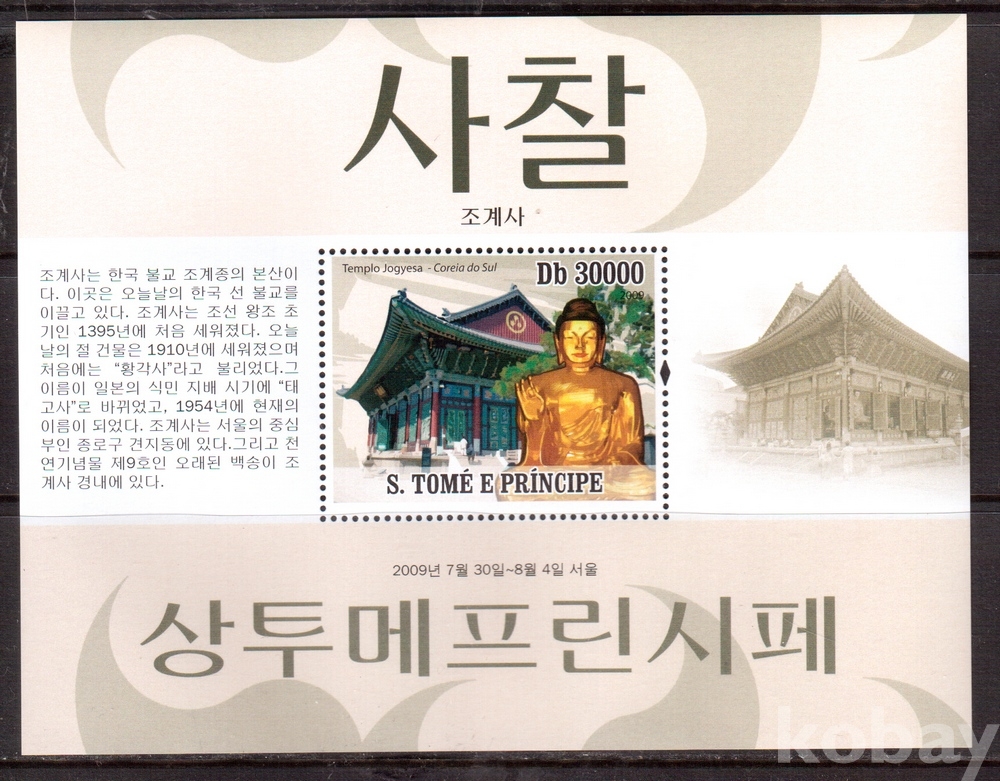 사찰
조계사
조계사는 한국 불교 조계종의 본산이
다. 이곳은 오늘날의 한국 선 불교를
이끌고 있다. 조계사는 조선 왕조 초
기인 1395년에 처음 세워졌다. 오늘
날의 절 건물은 1910년에 세워졌으며
처음에는 “황각사”라고 불리었다.그
이름이 일본의 식민 지배 시기에 “태
고사”로 바뀌었고, 1954년에 현재의
이름이 되었다. 조계사는 서울의 중심
부인 종로구 견지동에 있다.그리고 천
연기념물 제9호인 오래된 백송이 조
계사 경내에 있다.
Templo Jogyesa - Coreia do Sul
Db 30000
2009
S. TOMÉ E PRÍNCIPE
2009년 7월 30일~8월 4일 서울
상투메프린시페
kobay